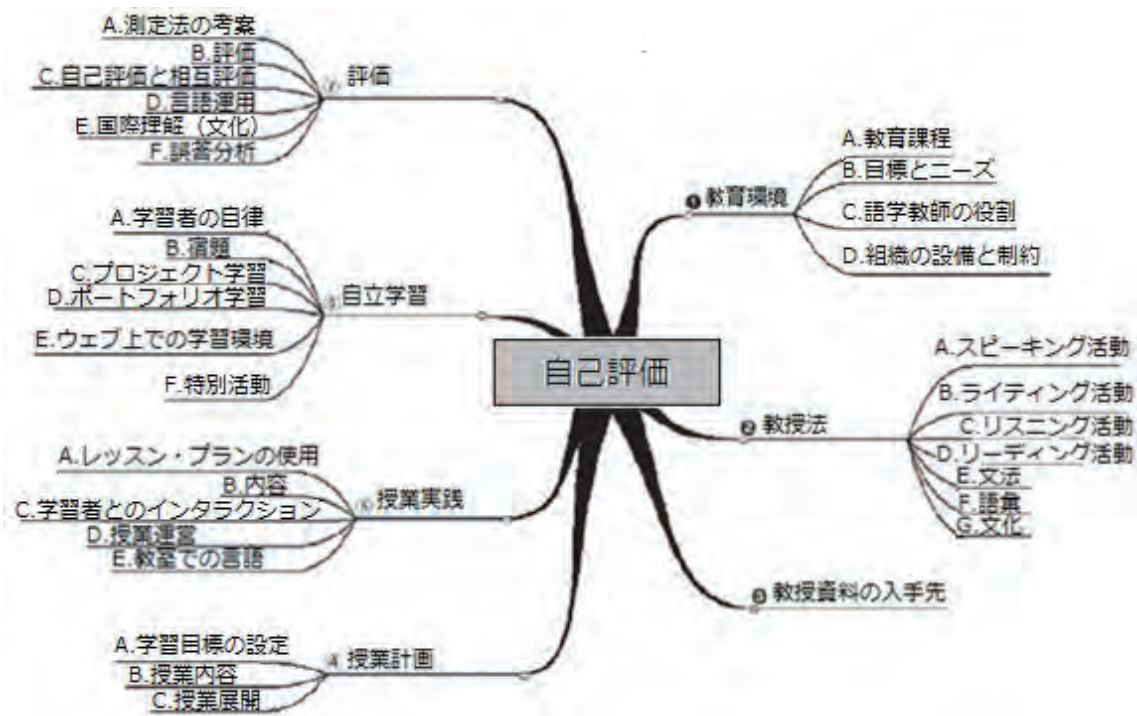 自己評価
❶教育環境
A.教育課程
B.目標とニーズ
C.語学教師の役割
D.組織の設備と制約
❷教授法
A.スピーキング活動
B.ライティング活動
C.リスニング活動
D.リーディング活動
E.文法
F.語彙
G.文化
❸教授資料の入手先
授業計画
A.学習目標の設定
B.授業内容
C.授業展開
授業実践
A.レッスン・プランの使用
B.内容
C.学習者とのインタラクション
D.授業運営
E.教室での言語
自立学習
A.学習者の自律
B.宿題
C.プロジェクト学習
D.ポートフォリオ学習
E.ウェブ上での学習環境
F.特別活動
評価
A.測定法の考案
B.評価
C.自己評価と相互評価
D.言語運用
E.国際理解（文化）
F.誤答分析